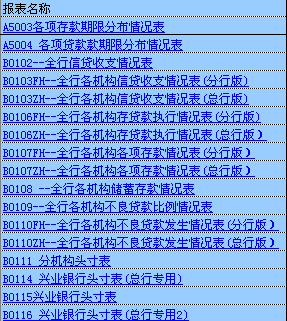 报表名称
A5003各项存款期限分布情况表
A5004 各项贷款款期限分布情况表
B0102--全行信贷收支情况表
B0103FH--全行各机构信贷收支情况表(分行版)
B0103ZH--全行各机构信贷收支情况表(总行版)
B0106FH--全行各机构存贷款执行情况表(分行版)
B0106ZH--全行各机构存贷款执行情况表(总行版)
B0107FH--全行各机构各项存款情况表(分行版)
B0107ZH--全行各机构各项存款情况表(总行版)
B0108 --全行各机构储蓄存款情况表
B0109--全行各机构不良贷款比例情况表
B0110FH--全行各机构不良贷款发生情况表(分行版)
B0110ZH--全行各机构不良贷款发生情况表(总行版)
B0111 分机构头寸表
B0114 兴业银行头寸表(总行专用)
B0115兴业银行头寸表
B0116 兴业银行头寸表(总行专用2)